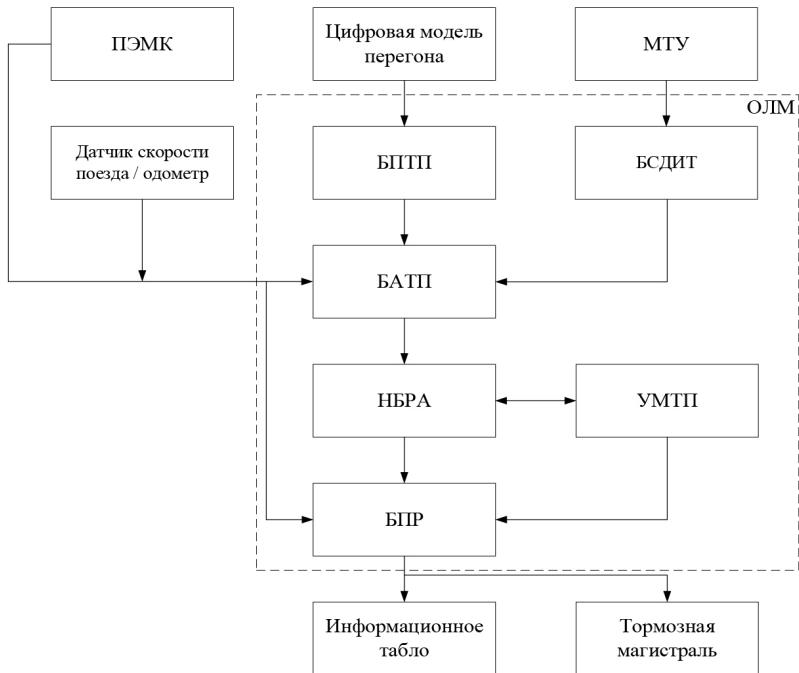 ПЭМК
Цифровая модель
перегона
МТУ
ОЛМ
Датчик скорости
поезда / одометр
БПТП
БСДИТ
БАТП
НБРА
УМТП
БПР
Информационное
табло
Тормозная
магистраль